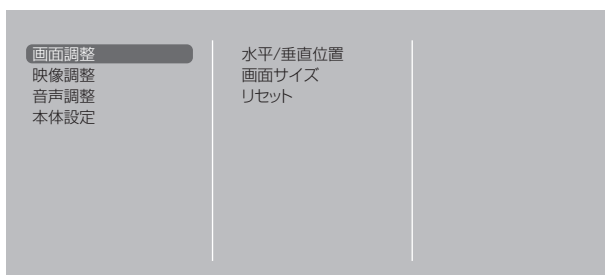 画面調整
映像調整
音声調整
本体設定
水平/垂直位置
画面サイズ
リセット